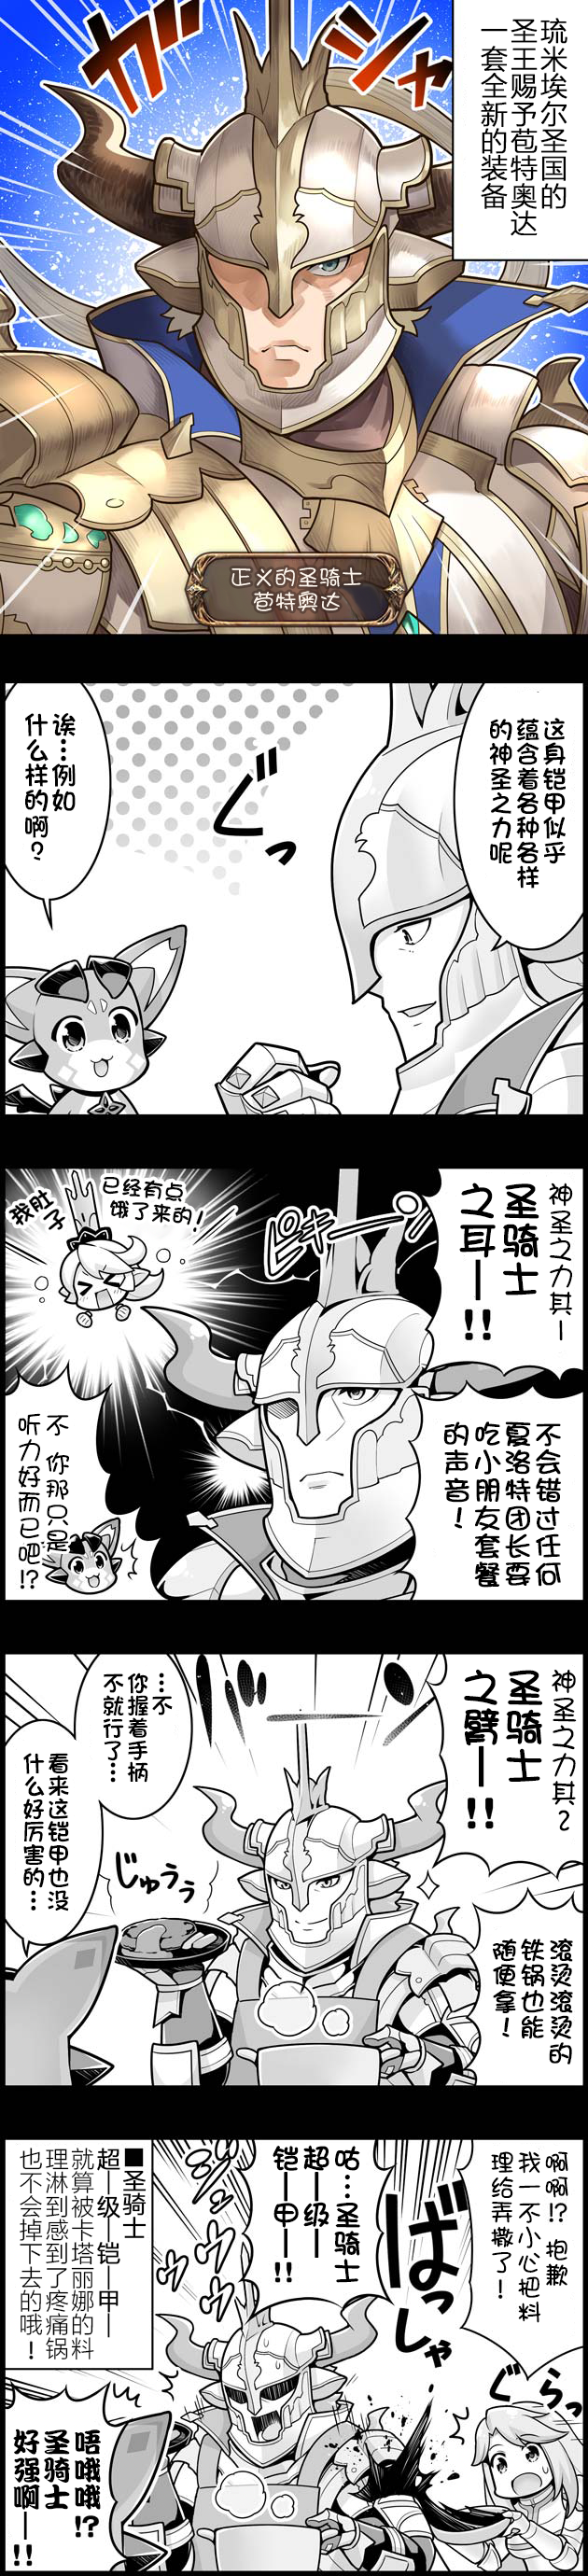 琉米埃尔圣国的
圣王赐予苞特奥达
一套全新的装备
ガシャ
正义的圣骑士
苞特奥达
这身铠甲似乎
蕴含着各种各样
的神圣之力呢
ぐっ
诶…例如
什么样的啊?
神圣之力其一
圣骑士
之耳—!!
ピキーン
已经有点
饿了来的!
我肚子
不会错过任何
夏洛特团长要
吃小朋友套餐
的声音!
不 你那只是
听力好而已吧!?
神圣之力其2
圣骑士
之臂—!!
滚烫滚烫的
铁锅也能
随便拿!
じゅうぅ
…不
你握着手柄
不就行了…
看来这铠甲也没
什么好厉害的…
啊啊!? 抱歉
我一不小心把料
理给弄撒了!
ぐらっ
ばっしゃ
咕…圣骑士
超—级—
铠—甲—!!
■圣骑士
超—级—铠—甲—
就算被卡塔丽娜的料
理淋到感到了疼痛锅
也不会掉下去的哦!
唔哦哦!?
圣骑士
好强啊—!!